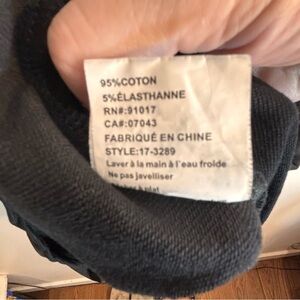 95%COTON
5%ÉLASTHANNE
RN#:91017
CA#:07043
FABRIQUÉ EN CHINE
STYLE:17-3289
Laver à la main à l'eau froide
Ne pas javelliser
à plat